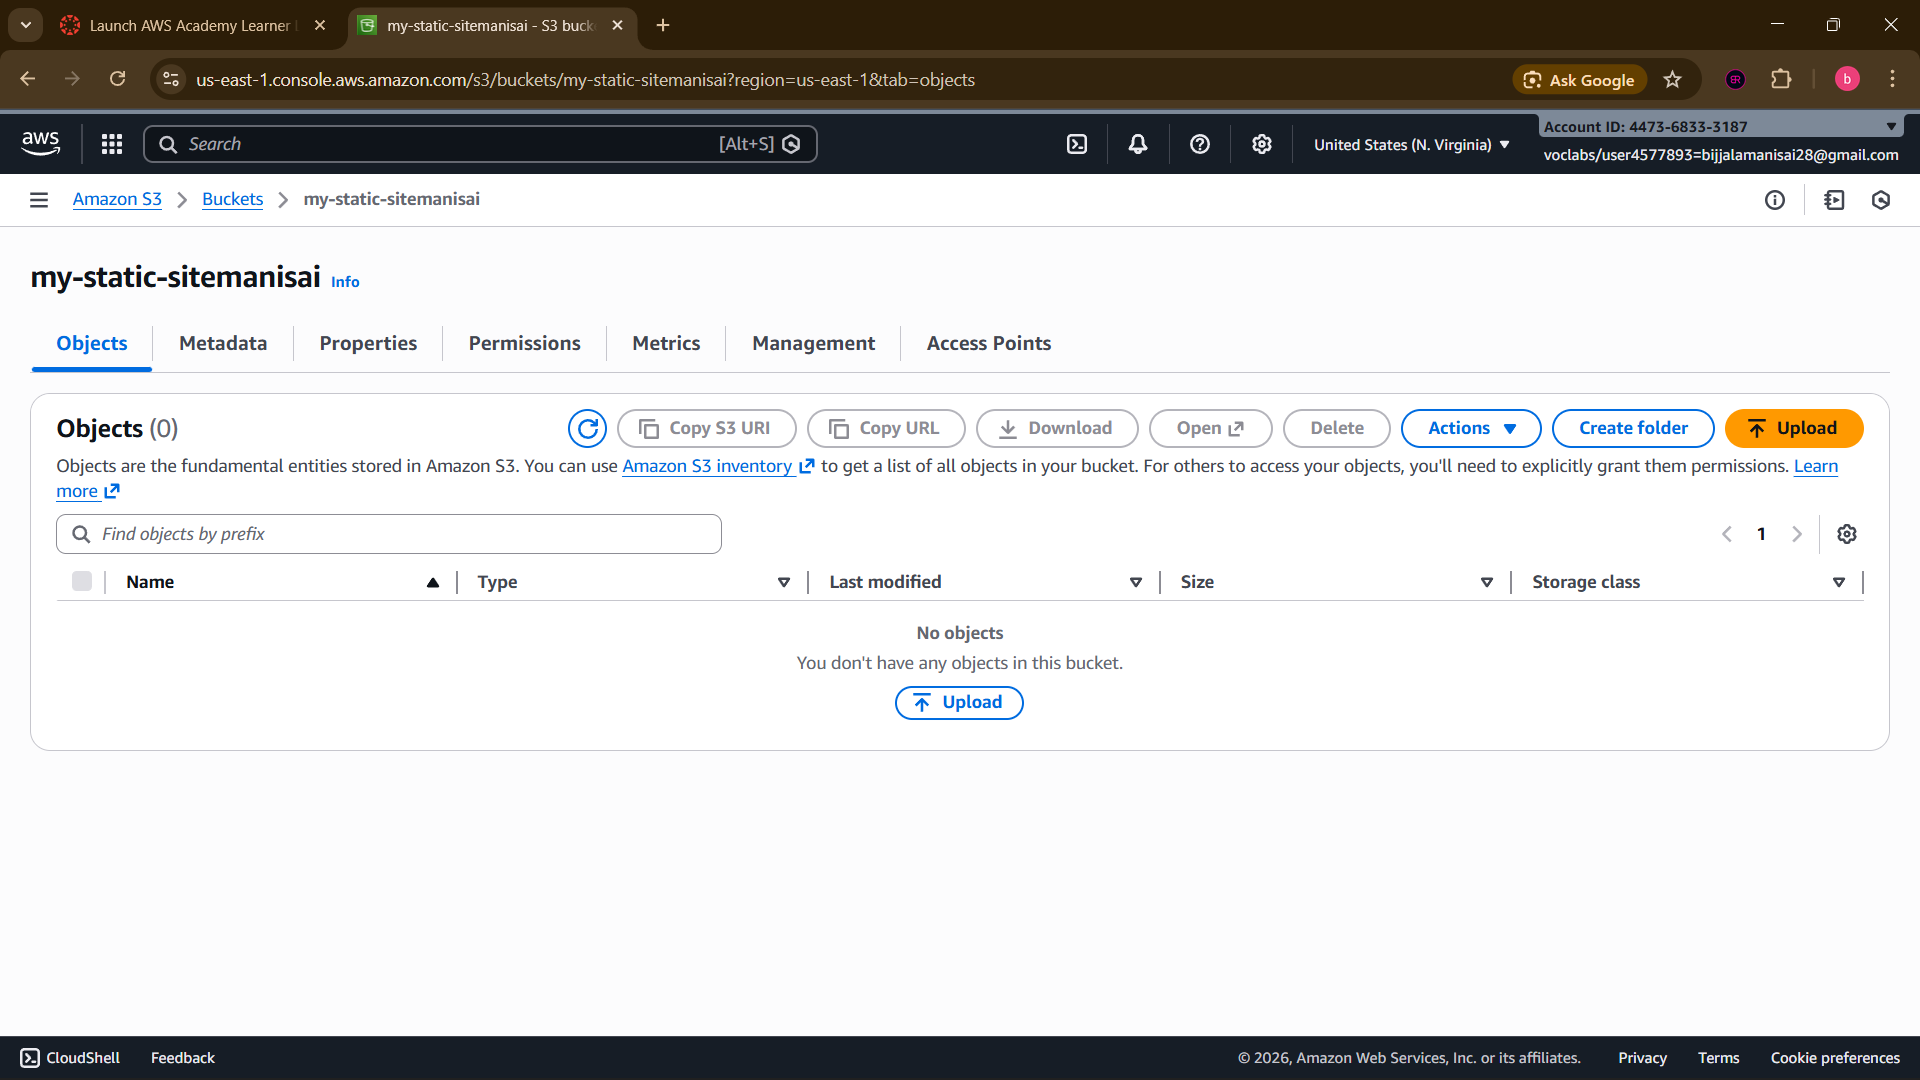 Launch AWS Academy Learner
my-static-sitemanisai - S3 buck
us-east-1.console.aws.amazon.com/s3/buckets/my-static-sitemanisai?region=us-east-1&tab=objects
Ask Google
b
aws
Search
[Alt+S]
United States (N. Virginia)
Account ID: 4473-6833-3187
voclabs/user4577893=bijjalamanisai28@gmail.com
Amazon S3 > Buckets > my-static-sitemanisai
my-static-sitemanisai Info
Objects Metadata Properties Permissions Metrics Management Access Points
Objects (0)
Copy S3 URI Copy URL Download Open Delete Actions Create folder Upload
Objects are the fundamental entities stored in Amazon S3. You can use Amazon S3 inventory to get a list of all objects in your bucket. For others to access your objects, you'll need to explicitly grant them permissions. Learn
more
Find objects by prefix
1
Name Type Last modified Size Storage class
No objects
You don't have any objects in this bucket.
Upload
CloudShell Feedback © 2026, Amazon Web Services, Inc. or its affiliates. Privacy Terms Cookie preferences